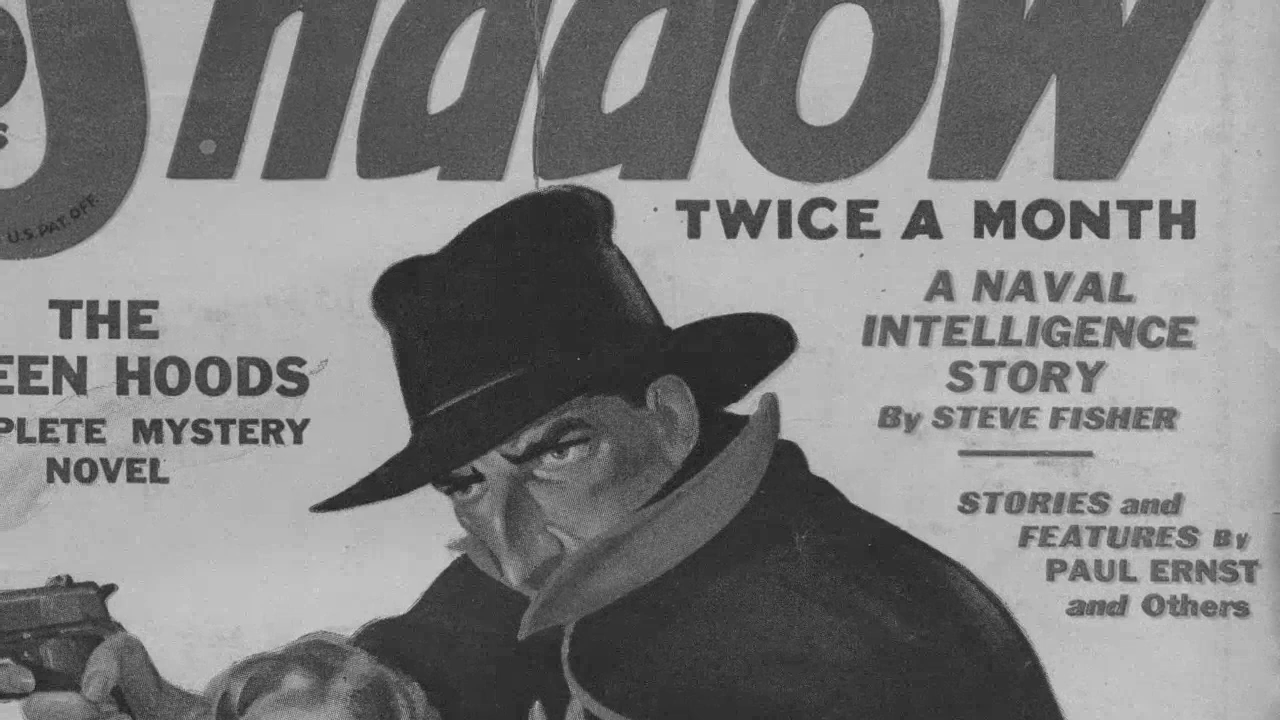 Shadow
U.S. PAT. OFF.
TWICE A MONTH
THE
EEN HOODS
PLETE MYSTERY
NOVEL
A NAVAL
INTELLIGENCE
STORY
By STEVE FISHER
STORIES and
FEATURES By
PAUL ERNST
and Others